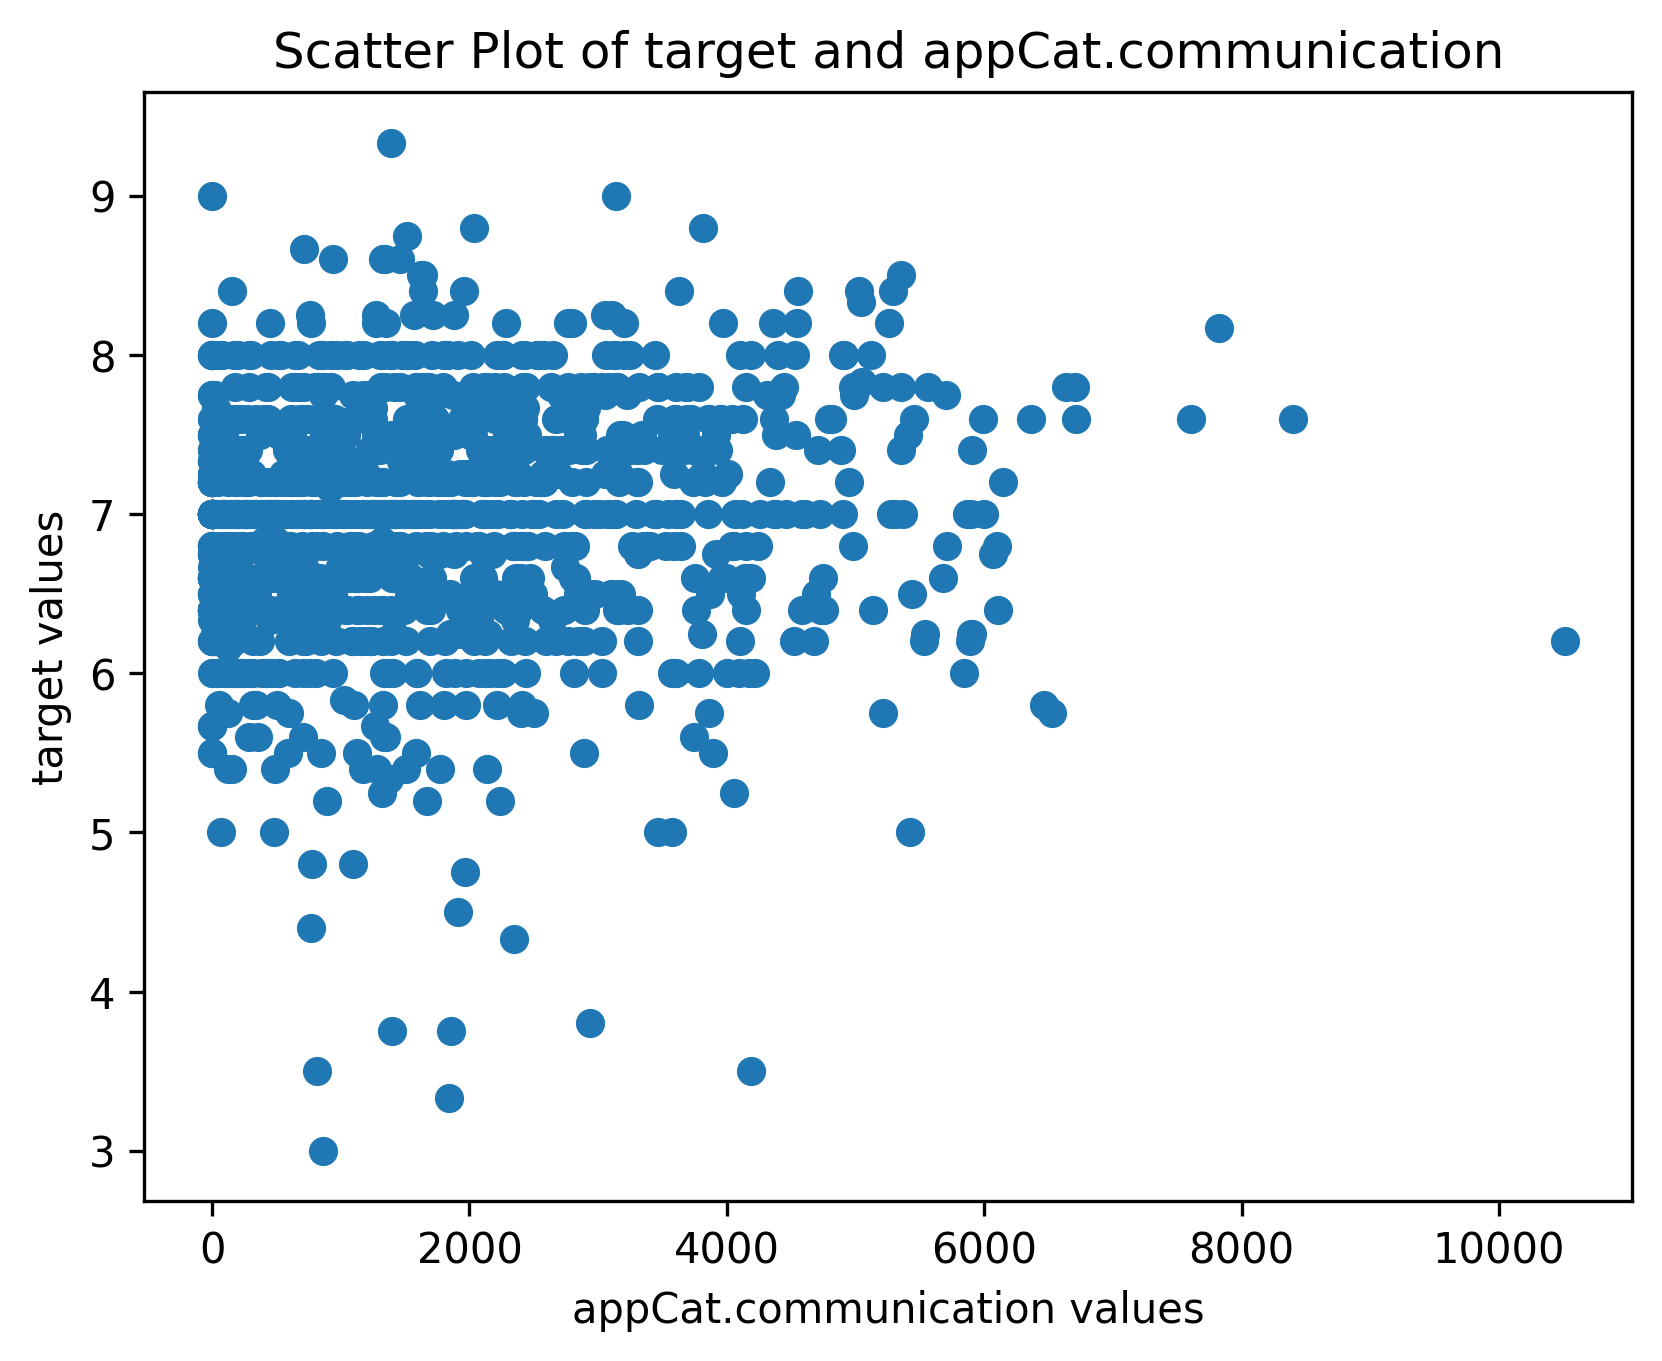 Scatter Plot of target and appCat.communication
9
8
7
6
5
4
3
target values
0 2000 4000 6000 8000 10000
appCat.communication values